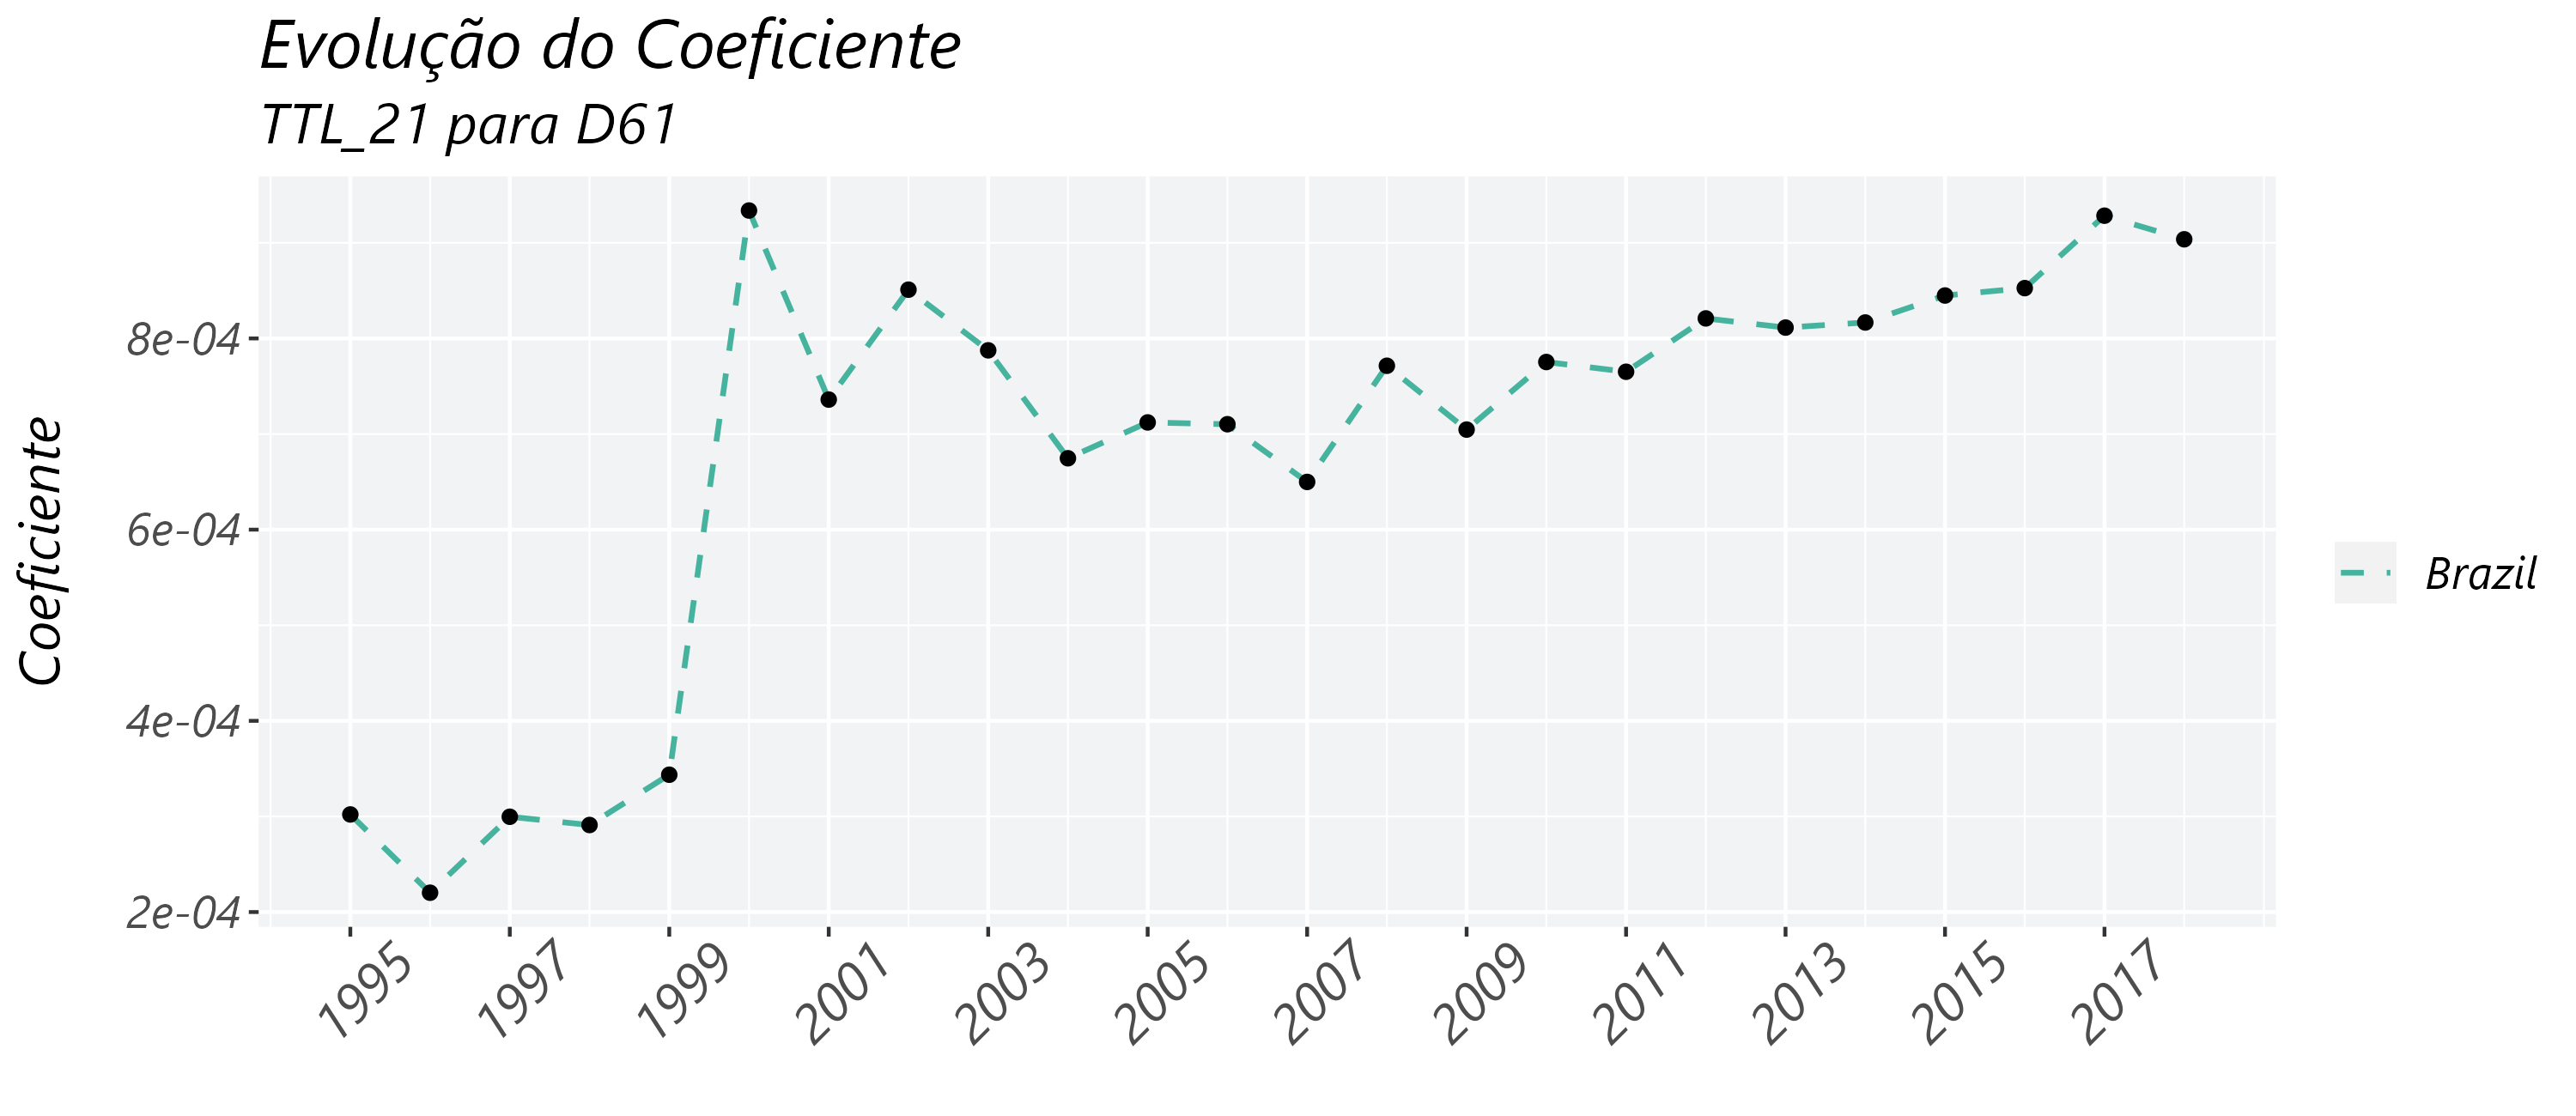 Evolução do Coeficiente
TTL_21 para D61
Coeficiente
8e-04
6e-04
4e-04
2e-04
1995
1997
1999
2001
2003
2005
2007
2009
2011
2013
2015
2017
Brazil